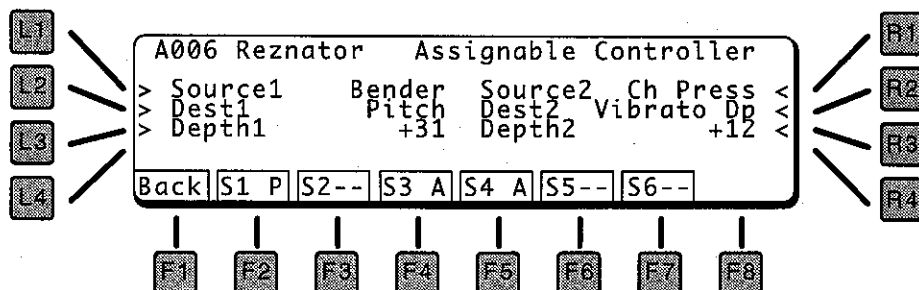 L1
L2
L3
L4
A006 Reznator Assignable Controller
> Source1 Bender Source2 Ch Press <
> Dest1 Pitch Dest2 Vibrato Dp <
> Depth1 +31 Depth2 +12 <
Back S1 P S2-- S3 A S4 A S5-- S6--
R1
R2
R3
R4
F1 F2 F3 F4 F5 F6 F7 F8